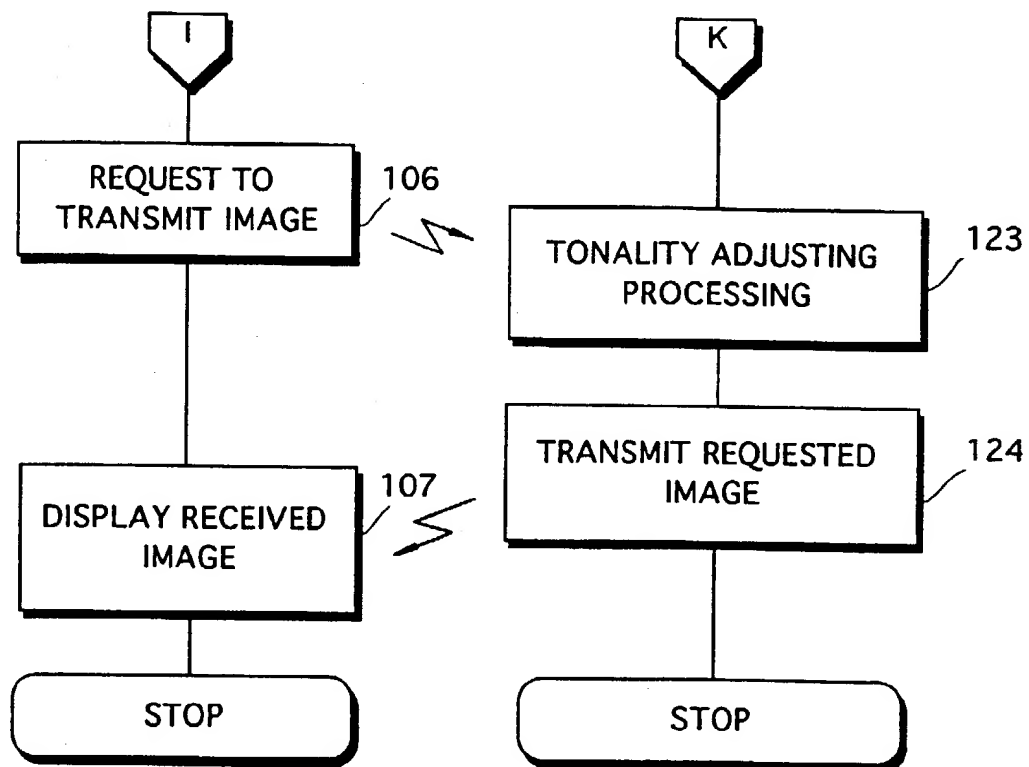 I
K
REQUEST TO
TRANSMIT IMAGE
106
TONALITY ADJUSTING
PROCESSING
123
TRANSMIT REQUESTED
IMAGE
124
DISPLAY RECEIVED
IMAGE
107
STOP
STOP